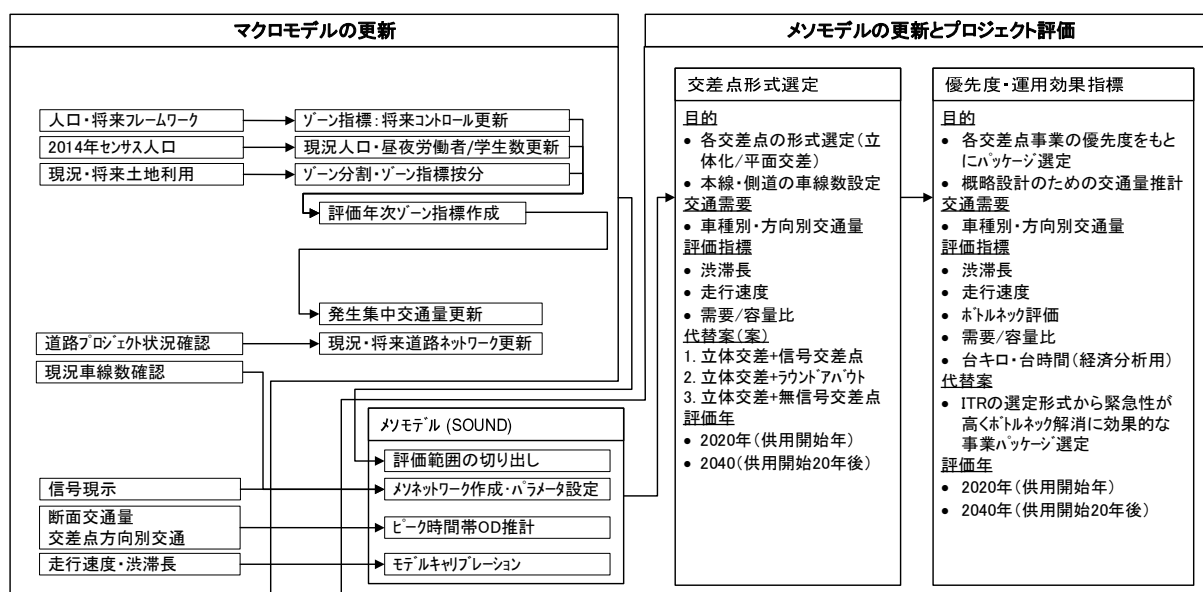 マクロモデルの更新
人口・将来フレームワーク
ゾーン指標：将来コントロール更新
2014年センサス人口
現況人口・昼夜労働者/学生数更新
現況・将来土地利用
ゾーン分割・ゾーン指標按分
評価年次ゾーン指標作成
発生集中交通量更新
道路プロジェクト状況確認
現況・将来道路ネットワーク更新
現況車線数確認
メソモデル (SOUND)
評価範囲の切り出し
信号現示
メソネットワーク作成・パラメータ設定
断面交通量
交差点方向別交通
ピーク時間帯OD推計
走行速度・渋滞長
モデルキャリブレーション
メソモデルの更新とプロジェクト評価
交差点形式選定
目的
• 各交差点の形式選定（立
体化/平面交差）
• 本線・側道の車線数設定
交通需要
• 車種別・方向別交通量
評価指標
• 渋滞長
• 走行速度
• 需要/容量比
代替案（案）
1. 立体交差+信号交差点
2. 立体交差+ラウンドアバウト
3. 立体交差+無信号交差点
評価年
• 2020年（供用開始年）
• 2040（供用開始20年後）
優先度・運用効果指標
目的
• 各交差点事業の優先度をも
とにパッケージ選定
• 概略設計のための交通量推計
交通需要
• 車種別・方向別交通量
評価指標
• 渋滞長
• 走行速度
• ボトルネック評価
• 需要/容量比
• 台キロ・台時間（経済分析用）
代替案
• ITRの選定形式から緊急性が
高くボトルネック解消に効果的な
事業パッケージ選定
評価年
• 2020年（供用開始年）
• 2040年（供用開始20年後）